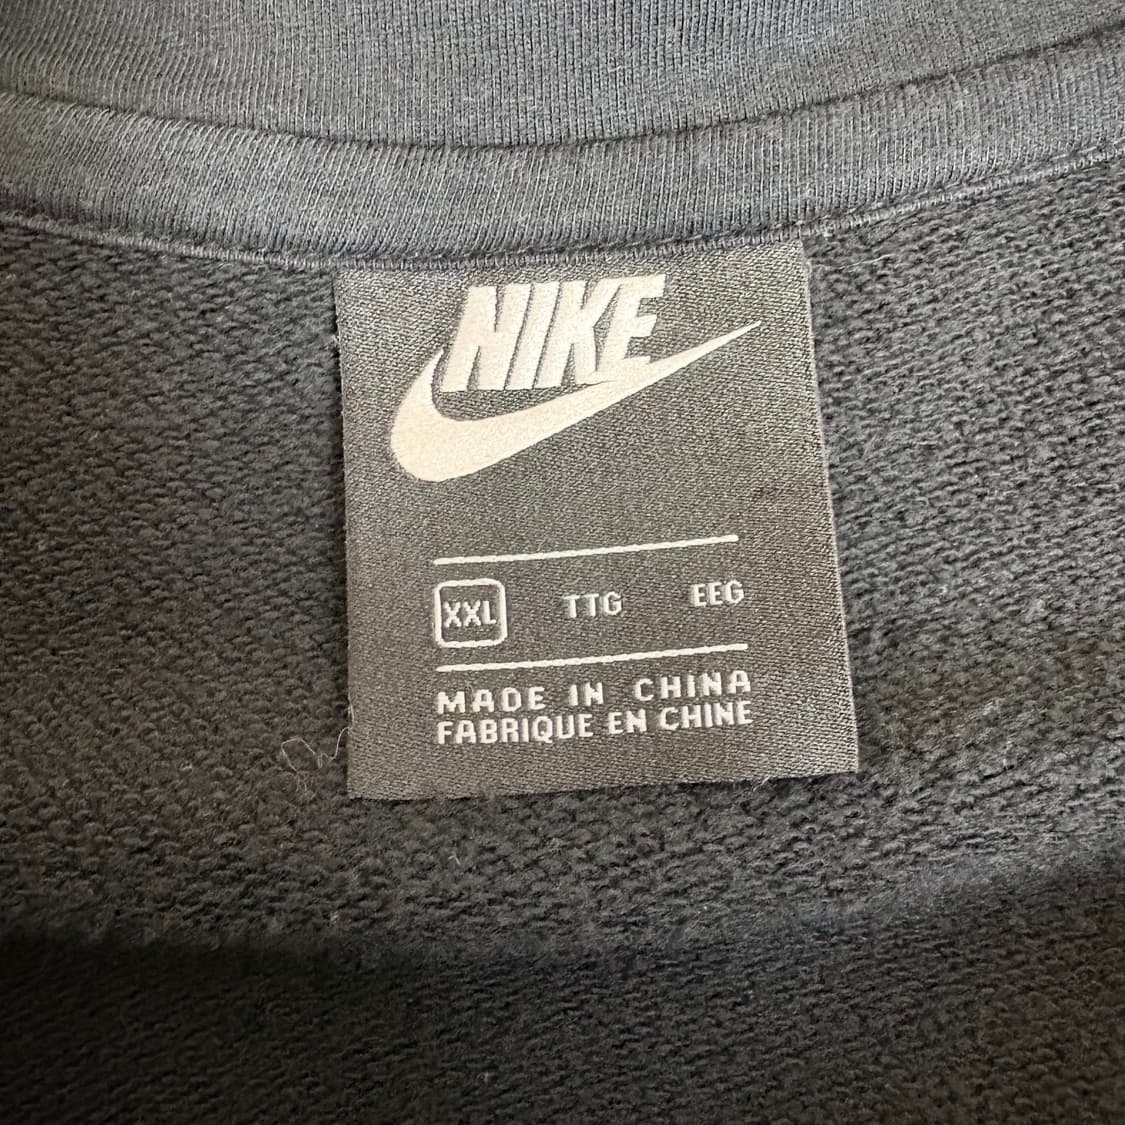 NIKE
XXL TTG EEG
MADE IN CHINA
FABRIQUE EN CHINE